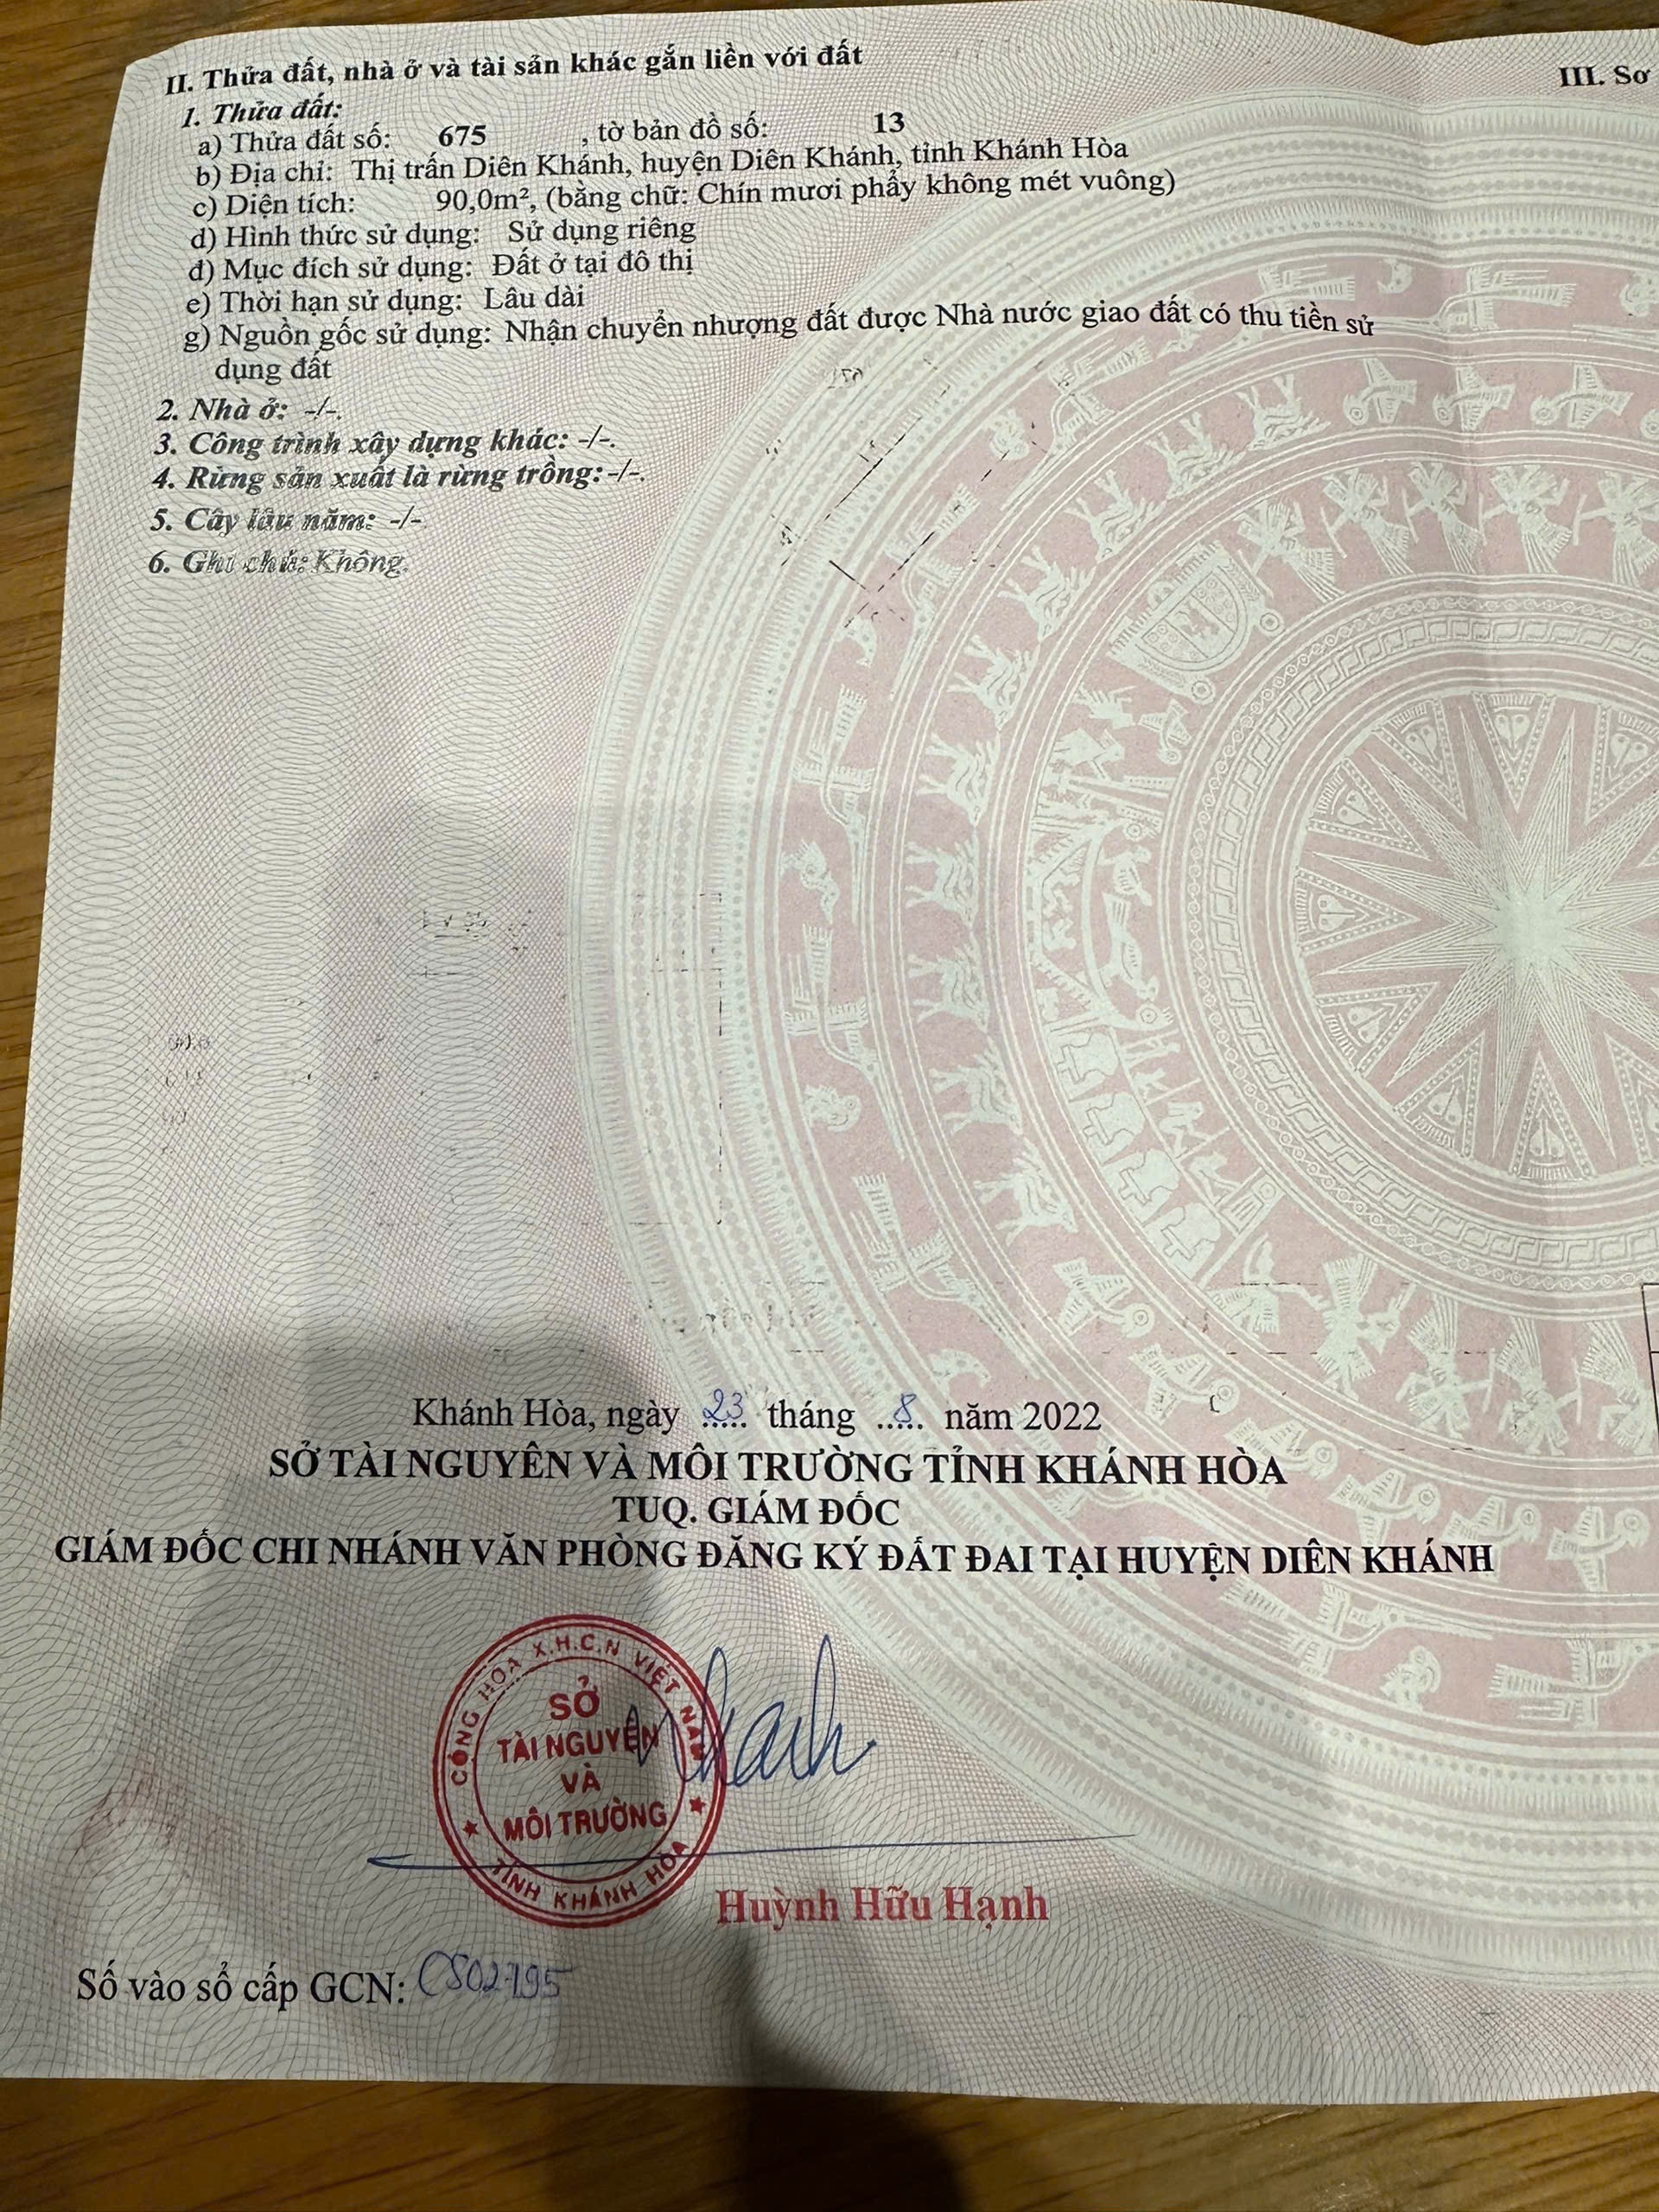 II. Thửa đất, nhà ở và tài sản khác gắn liền với đất
1. Thửa đất:
a) Thửa đất số: 675 , tờ bản đồ số: 13
b) Địa chỉ: Thị trấn Diên Khánh, huyện Diên Khánh, tỉnh Khánh Hòa
c) Diện tích: 90,0m², (bằng chữ: Chín mươi phẩy không mét vuông)
d) Hình thức sử dụng: Sử dụng riêng
đ) Mục đích sử dụng: Đất ở tại đô thị
e) Thời hạn sử dụng: Lâu dài
g) Nguồn gốc sử dụng: Nhận chuyển nhượng đất được Nhà nước giao đất có thu tiền sử
dụng đất
2. Nhà ở: -/-.
3. Công trình xây dựng khác: -/-.
4. Rừng sản xuất là rừng trồng: -/-.
5. Cây lâu năm: -/-
6. Ghi chú: Không.
III. Sơ
Khánh Hòa, ngày 23 tháng 8 năm 2022
SỞ TÀI NGUYÊN VÀ MÔI TRƯỜNG TỈNH KHÁNH HÒA
TUQ. GIÁM ĐỐC
GIÁM ĐỐC CHI NHÁNH VĂN PHÒNG ĐĂNG KÝ ĐẤT ĐAI TẠI HUYỆN DIÊN KHÁNH
CỘNG HÒA X.H.C.N VIỆT NAM
SỞ
TÀI NGUYÊN
VÀ
MÔI TRƯỜNG
TỈNH KHÁNH HÒA
Huỳnh Hữu Hạnh
Số vào sổ cấp GCN: CS02795